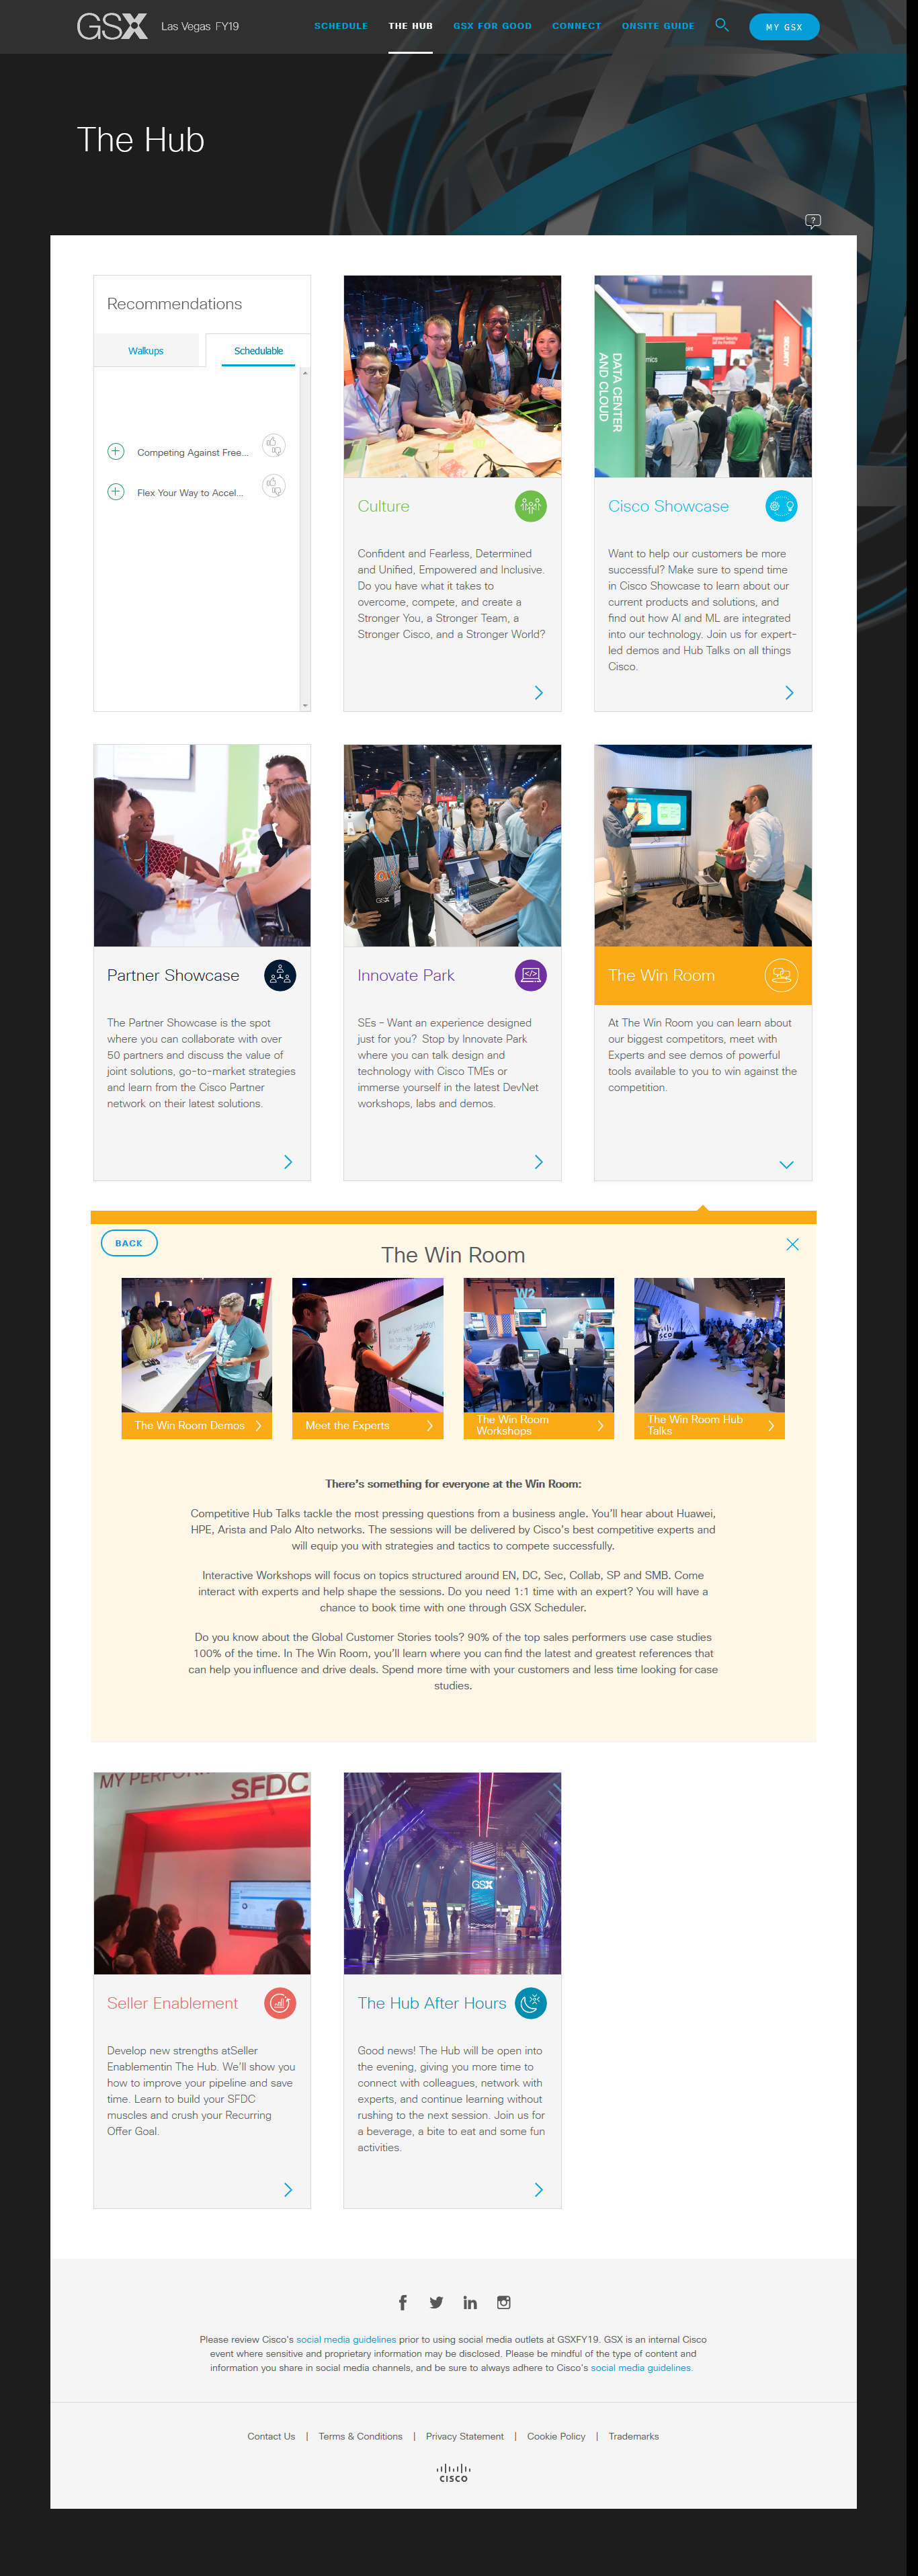 GSX Las Vegas FY19
SCHEDULE THE HUB GSX FOR GOOD CONNECT ONSITE GUIDE MY GSX
The Hub
?
Recommendations
Walkups Schedulable
Competing Against Free...
Flex Your Way to Accel...
Culture
Confident and Fearless, Determined
and Unified, Empowered and Inclusive.
Do you have what it takes to
overcome, compete, and create a
Stronger You, a Stronger Team, a
Stronger Cisco, and a Stronger World?
DATA CENTER
AND CLOUD
SECURITY
Cisco Showcase
Want to help our customers be more
successful? Make sure to spend time
in Cisco Showcase to learn about our
current products and solutions, and
find out how AI and ML are integrated
into our technology. Join us for expert-
led demos and Hub Talks on all things
Cisco.
Partner Showcase
The Partner Showcase is the spot
where you can collaborate with over
50 partners and discuss the value of
joint solutions, go-to-market strategies
and learn from the Cisco Partner
network on their latest solutions.
GSX
Innovate Park
SEs - Want an experience designed
just for you? Stop by Innovate Park
where you can talk design and
technology with Cisco TMEs or
immerse yourself in the latest DevNet
workshops, labs and demos.
The Win Room
At The Win Room you can learn about
our biggest competitors, meet with
Experts and see demos of powerful
tools available to you to win against the
competition.
BACK
The Win Room
W2
The Win Room Demos
Meet the Experts
The Win Room
Workshops
The Win Room Hub
Talks
There's something for everyone at the Win Room:
Competitive Hub Talks tackle the most pressing questions from a business angle. You'll hear about Huawei,
HPE, Arista and Palo Alto networks. The sessions will be delivered by Cisco's best competitive experts and
will equip you with strategies and tactics to compete successfully.
Interactive Workshops will focus on topics structured around EN, DC, Sec, Collab, SP and SMB. Come
interact with experts and help shape the sessions. Do you need 1:1 time with an expert? You will have a
chance to book time with one through GSX Scheduler.
Do you know about the Global Customer Stories tools? 90% of the top sales performers use case studies
100% of the time. In The Win Room, you'll learn where you can find the latest and greatest references that
can help you influence and drive deals. Spend more time with your customers and less time looking for case
studies.
MY PERFOR
SFDC
Seller Enablement
Develop new strengths atSeller
Enablementin The Hub. We'll show you
how to improve your pipeline and save
time. Learn to build your SFDC
muscles and crush your Recurring
Offer Goal.
GSX
The Hub After Hours
Good news! The Hub will be open into
the evening, giving you more time to
connect with colleagues, network with
experts, and continue learning without
rushing to the next session. Join us for
a beverage, a bite to eat and some fun
activities.
Please review Cisco's social media guidelines prior to using social media outlets at GSXFY19. GSX is an internal Cisco
event where sensitive and proprietary information may be disclosed. Please be mindful of the type of content and
information you share in social media channels, and be sure to always adhere to Cisco's social media guidelines.
Contact Us | Terms & Conditions | Privacy Statement | Cookie Policy | Trademarks
CISCO